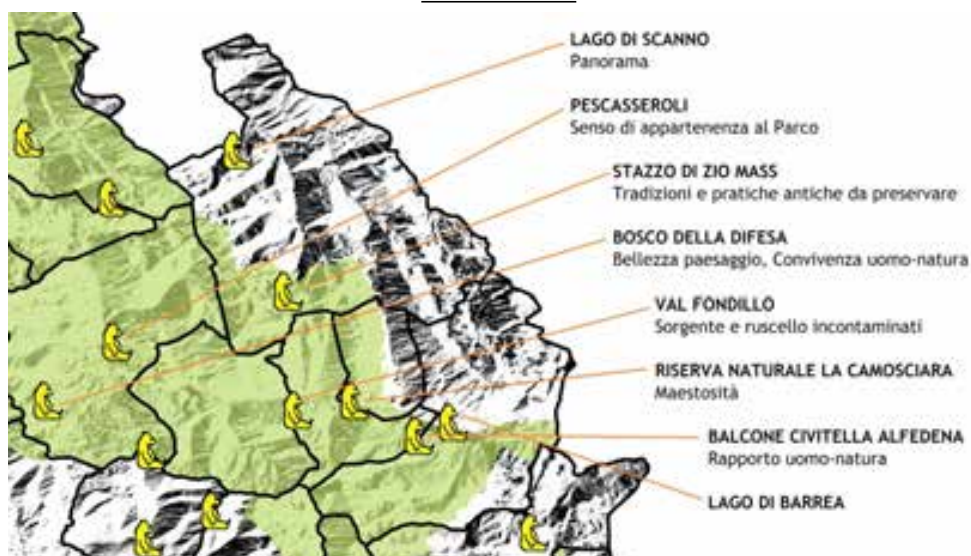 LAGO DI SCANNO
Panorama
PESCASSEROLI
Senso di appartenenza al Parco
STAZZO DI ZIO MASS
Tradizioni e pratiche antiche da preservare
BOSCO DELLA DIFESA
Bellezza paesaggio, Convivenza uomo-natura
VAL FONDILLO
Sorgente e ruscello incontaminati
RISERVA NATURALE LA CAMOSCIARA
Maestosità
BALCONE CIVITELLA ALFEDENA
Rapporto uomo-natura
LAGO DI BARREA